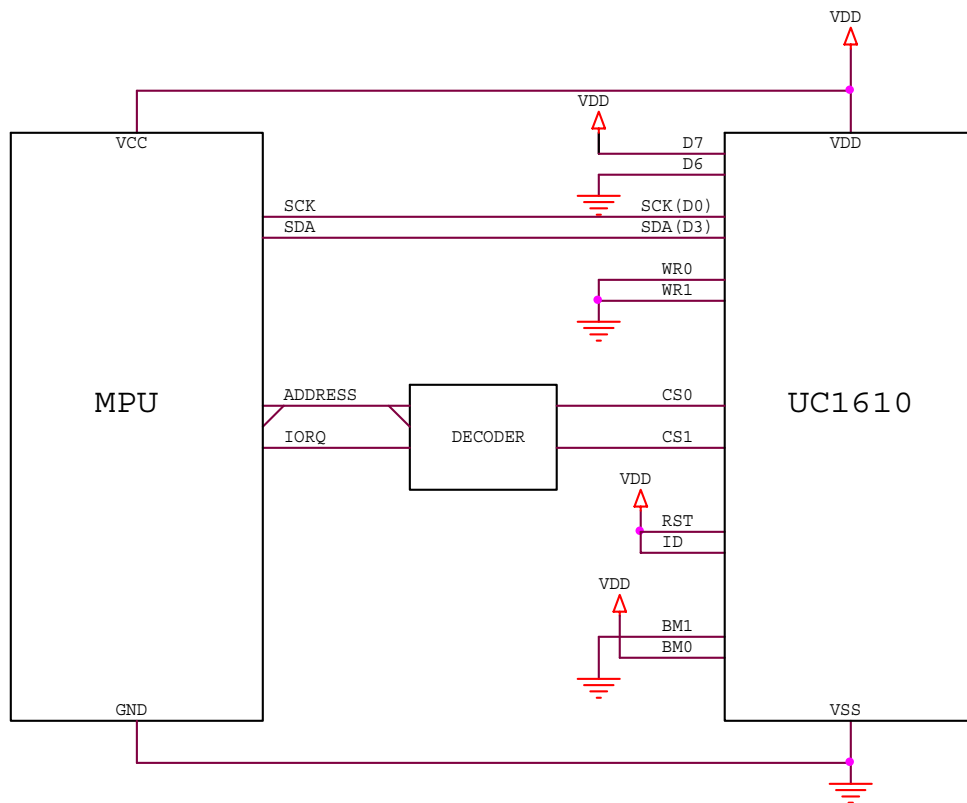 VDD
VDD
VCC
VDD
D7
D6
SCK
SCK(D0)
SDA
SDA(D3)
WR0
WR1
MPU
ADDRESS
CS0
UC1610
IORQ
DECODER
CS1
VDD
RST
ID
VDD
BM1
BM0
GND
VSS